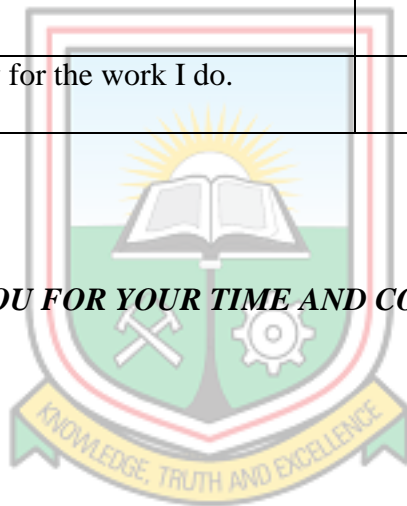 for the work I do.
OU FOR YOUR TIME AND CO
KNOWLEDGE, TRUTH AND EXCELLENCE